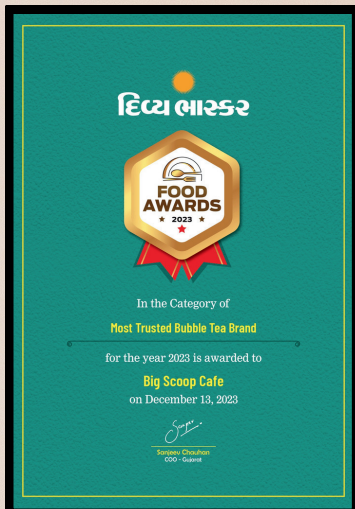 દિવ્ય ભાસ્કર
FOOD
AWARDS
2023
In the Category of
Most Trusted Bubble Tea Brand
for the year 2023 is awarded to
Big Scoop Cafe
on December 13, 2023
Sanjeev Chauhan
COO - Gujarat